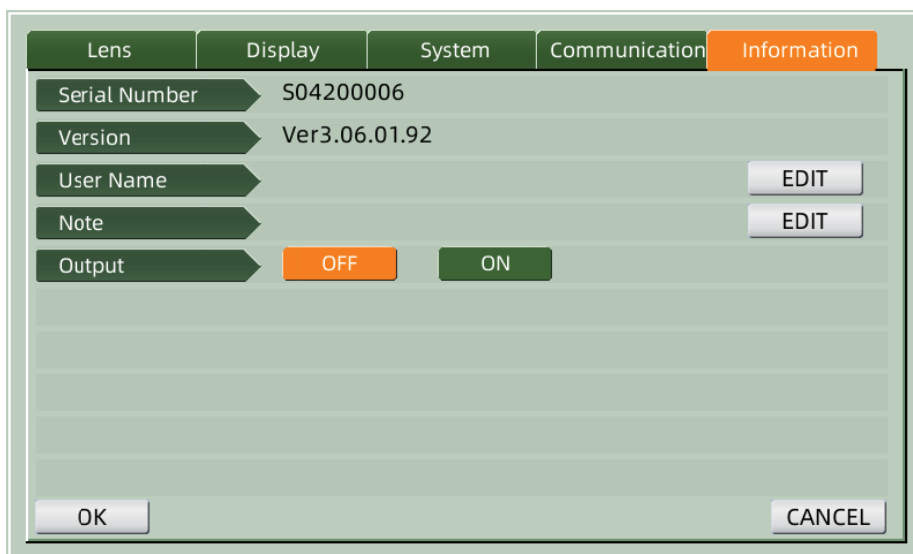 Lens Display System Communication Information
Serial Number S04200006
Version Ver3.06.01.92
User Name EDIT
Note EDIT
Output OFF ON
OK CANCEL